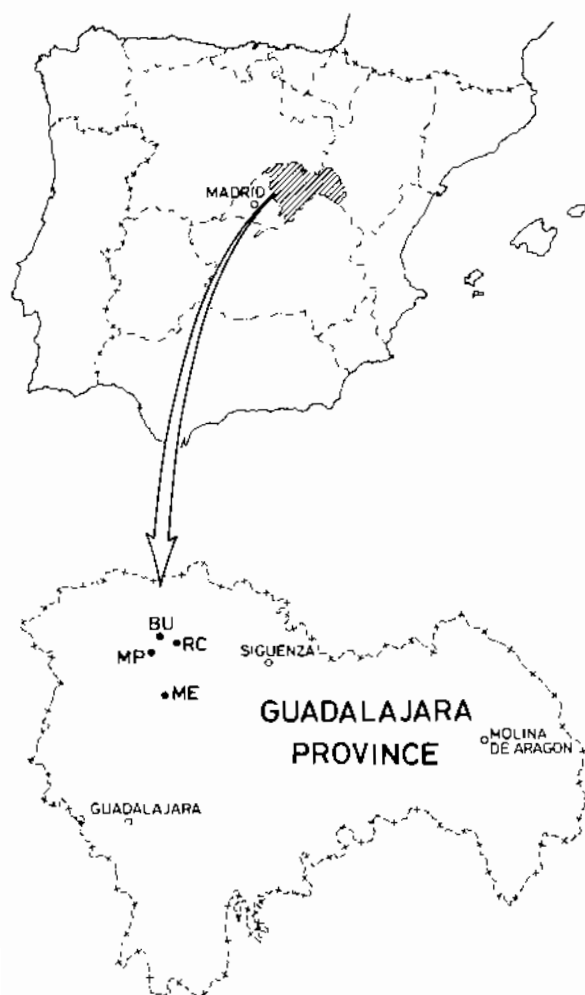 MADRID
BU
RC
MP
SIGUENZA
ME
GUADALAJARA
PROVINCE
MOLINA
DE ARAGON
GUADALAJARA